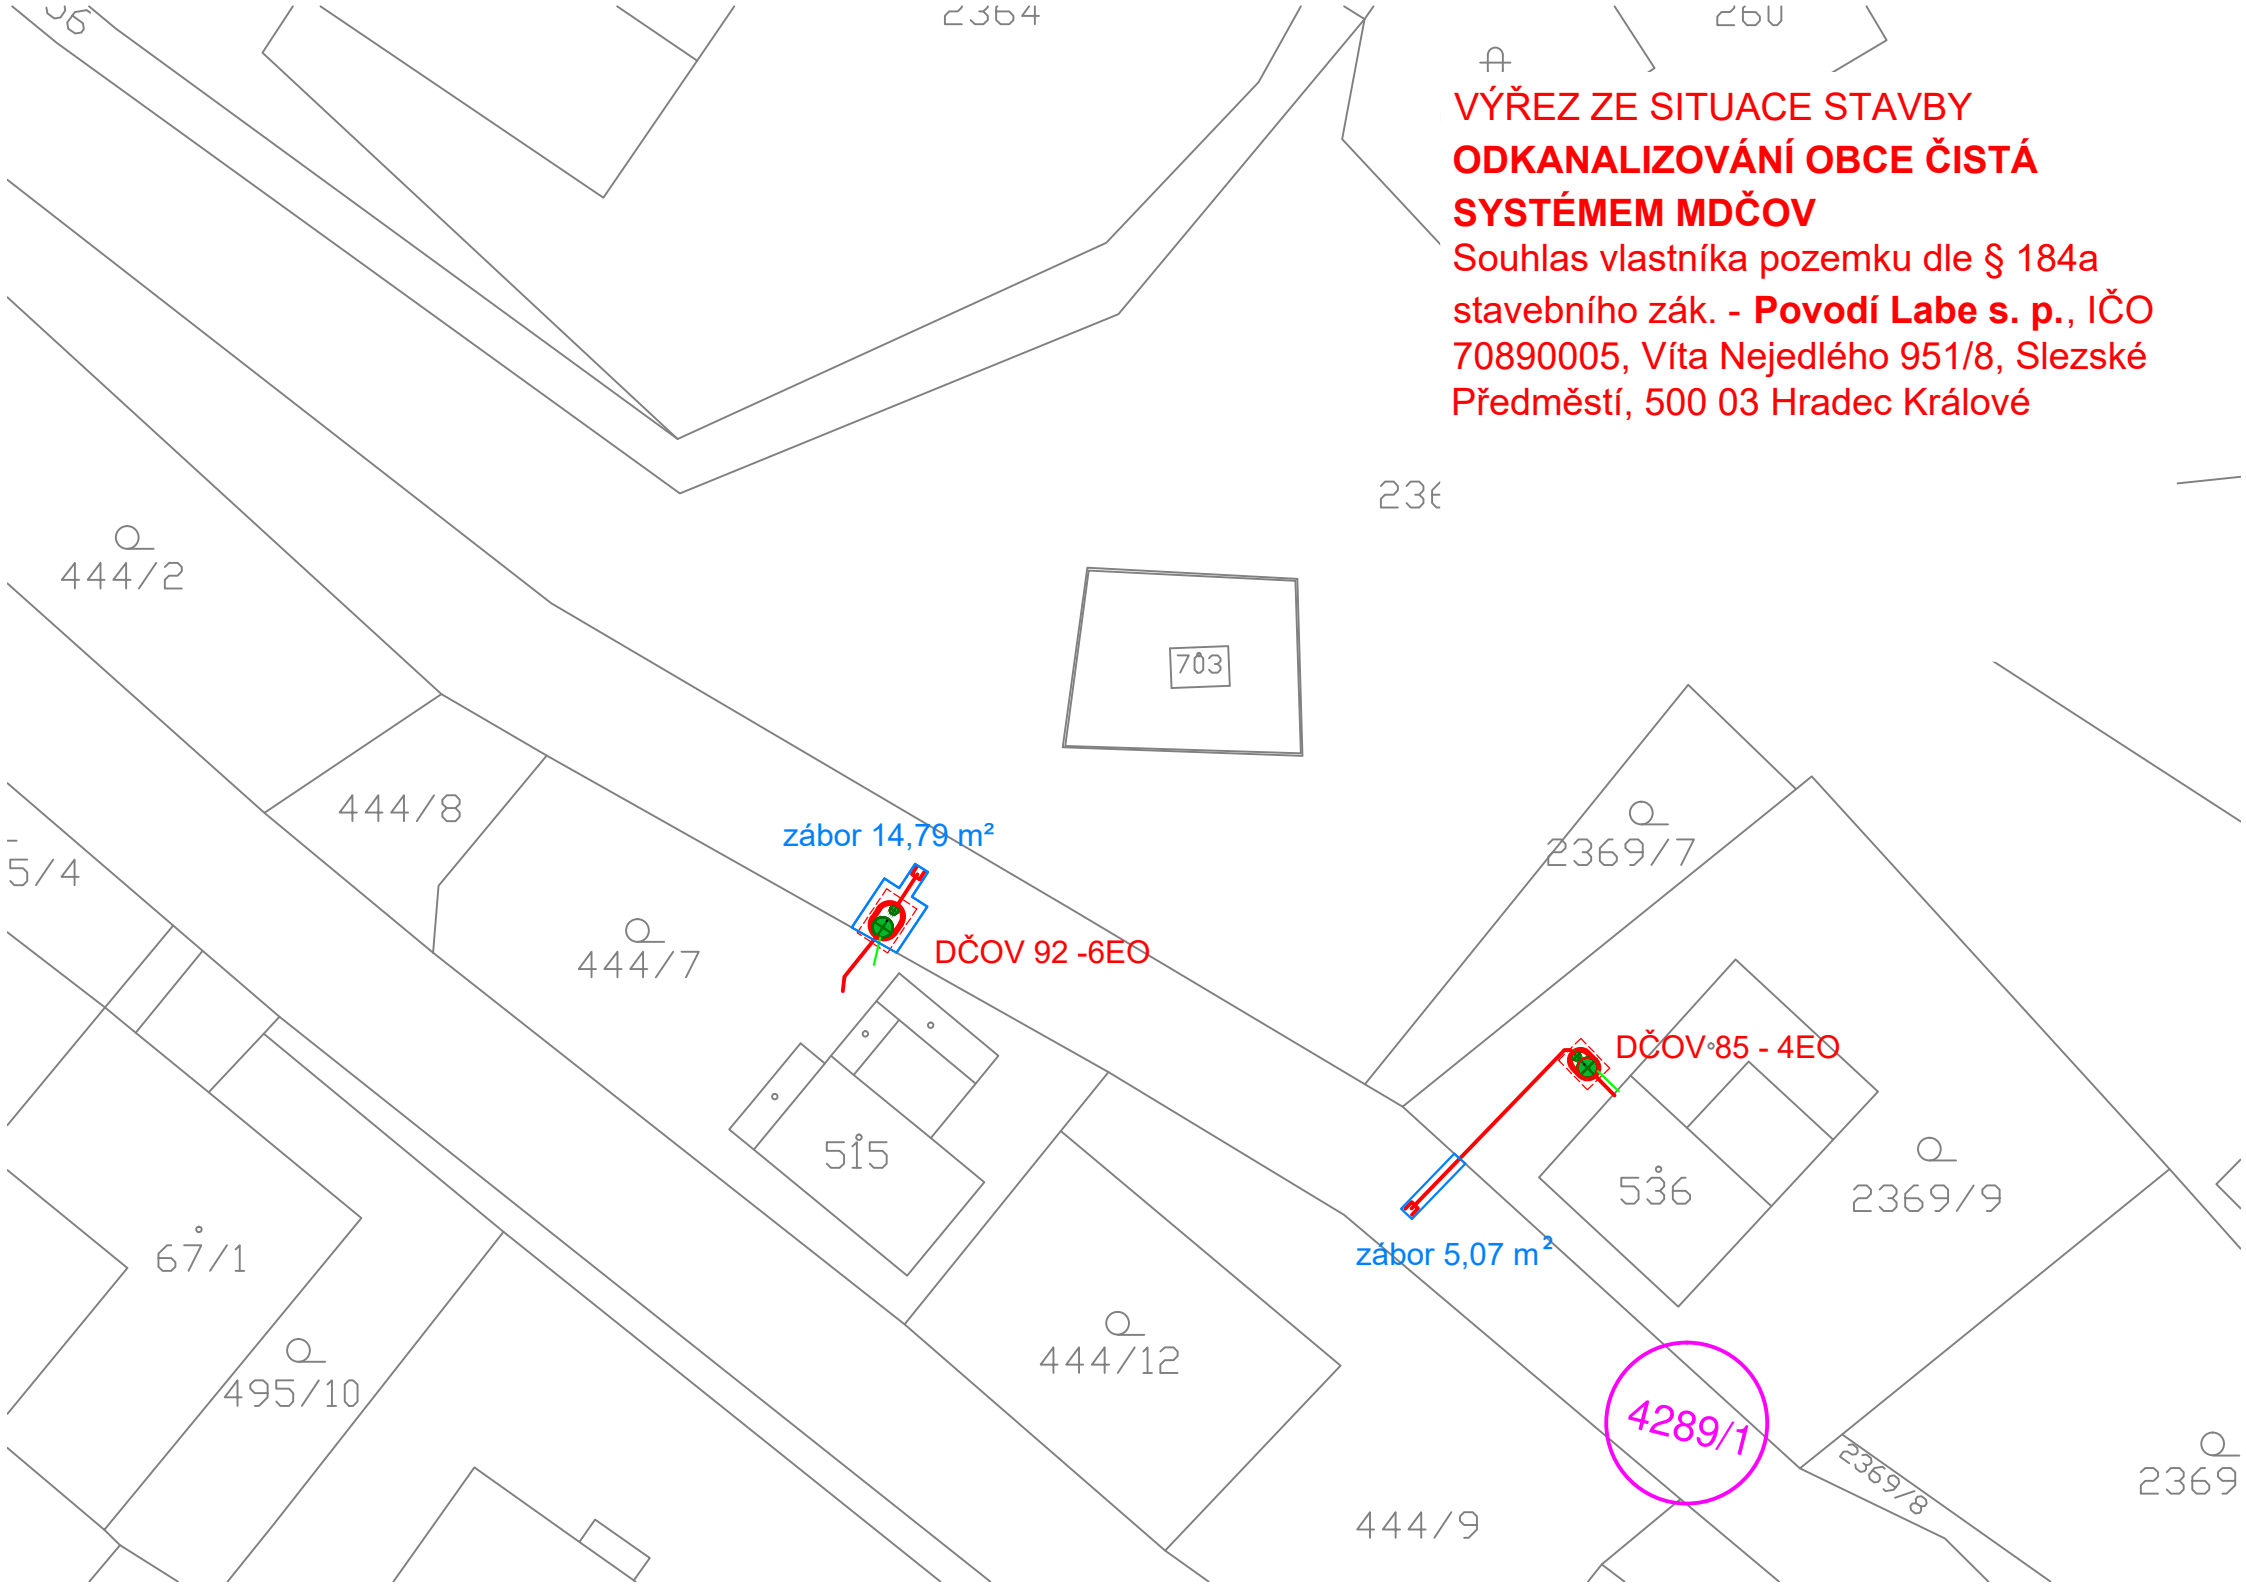 2364
260
VÝŘEZ ZE SITUACE STAVBY
ODKANALIZOVÁNÍ OBCE ČISTÁ
SYSTÉMEM MDČOV
Souhlas vlastníka pozemku dle § 184a
stavebního zák. - Povodí Labe s. p., IČO
70890005, Víta Nejedlého 951/8, Slezské
Předměstí, 500 03 Hradec Králové
444/2
703
444/8
zábor 14,79 m²
2369/7
5/4
444/7
DČOV 92 -6EO
DČOV 85 - 4EO
515
536
2369/9
67/1
zábor 5,07 m²
444/12
495/10
4289/1
2369/8
2369
444/9